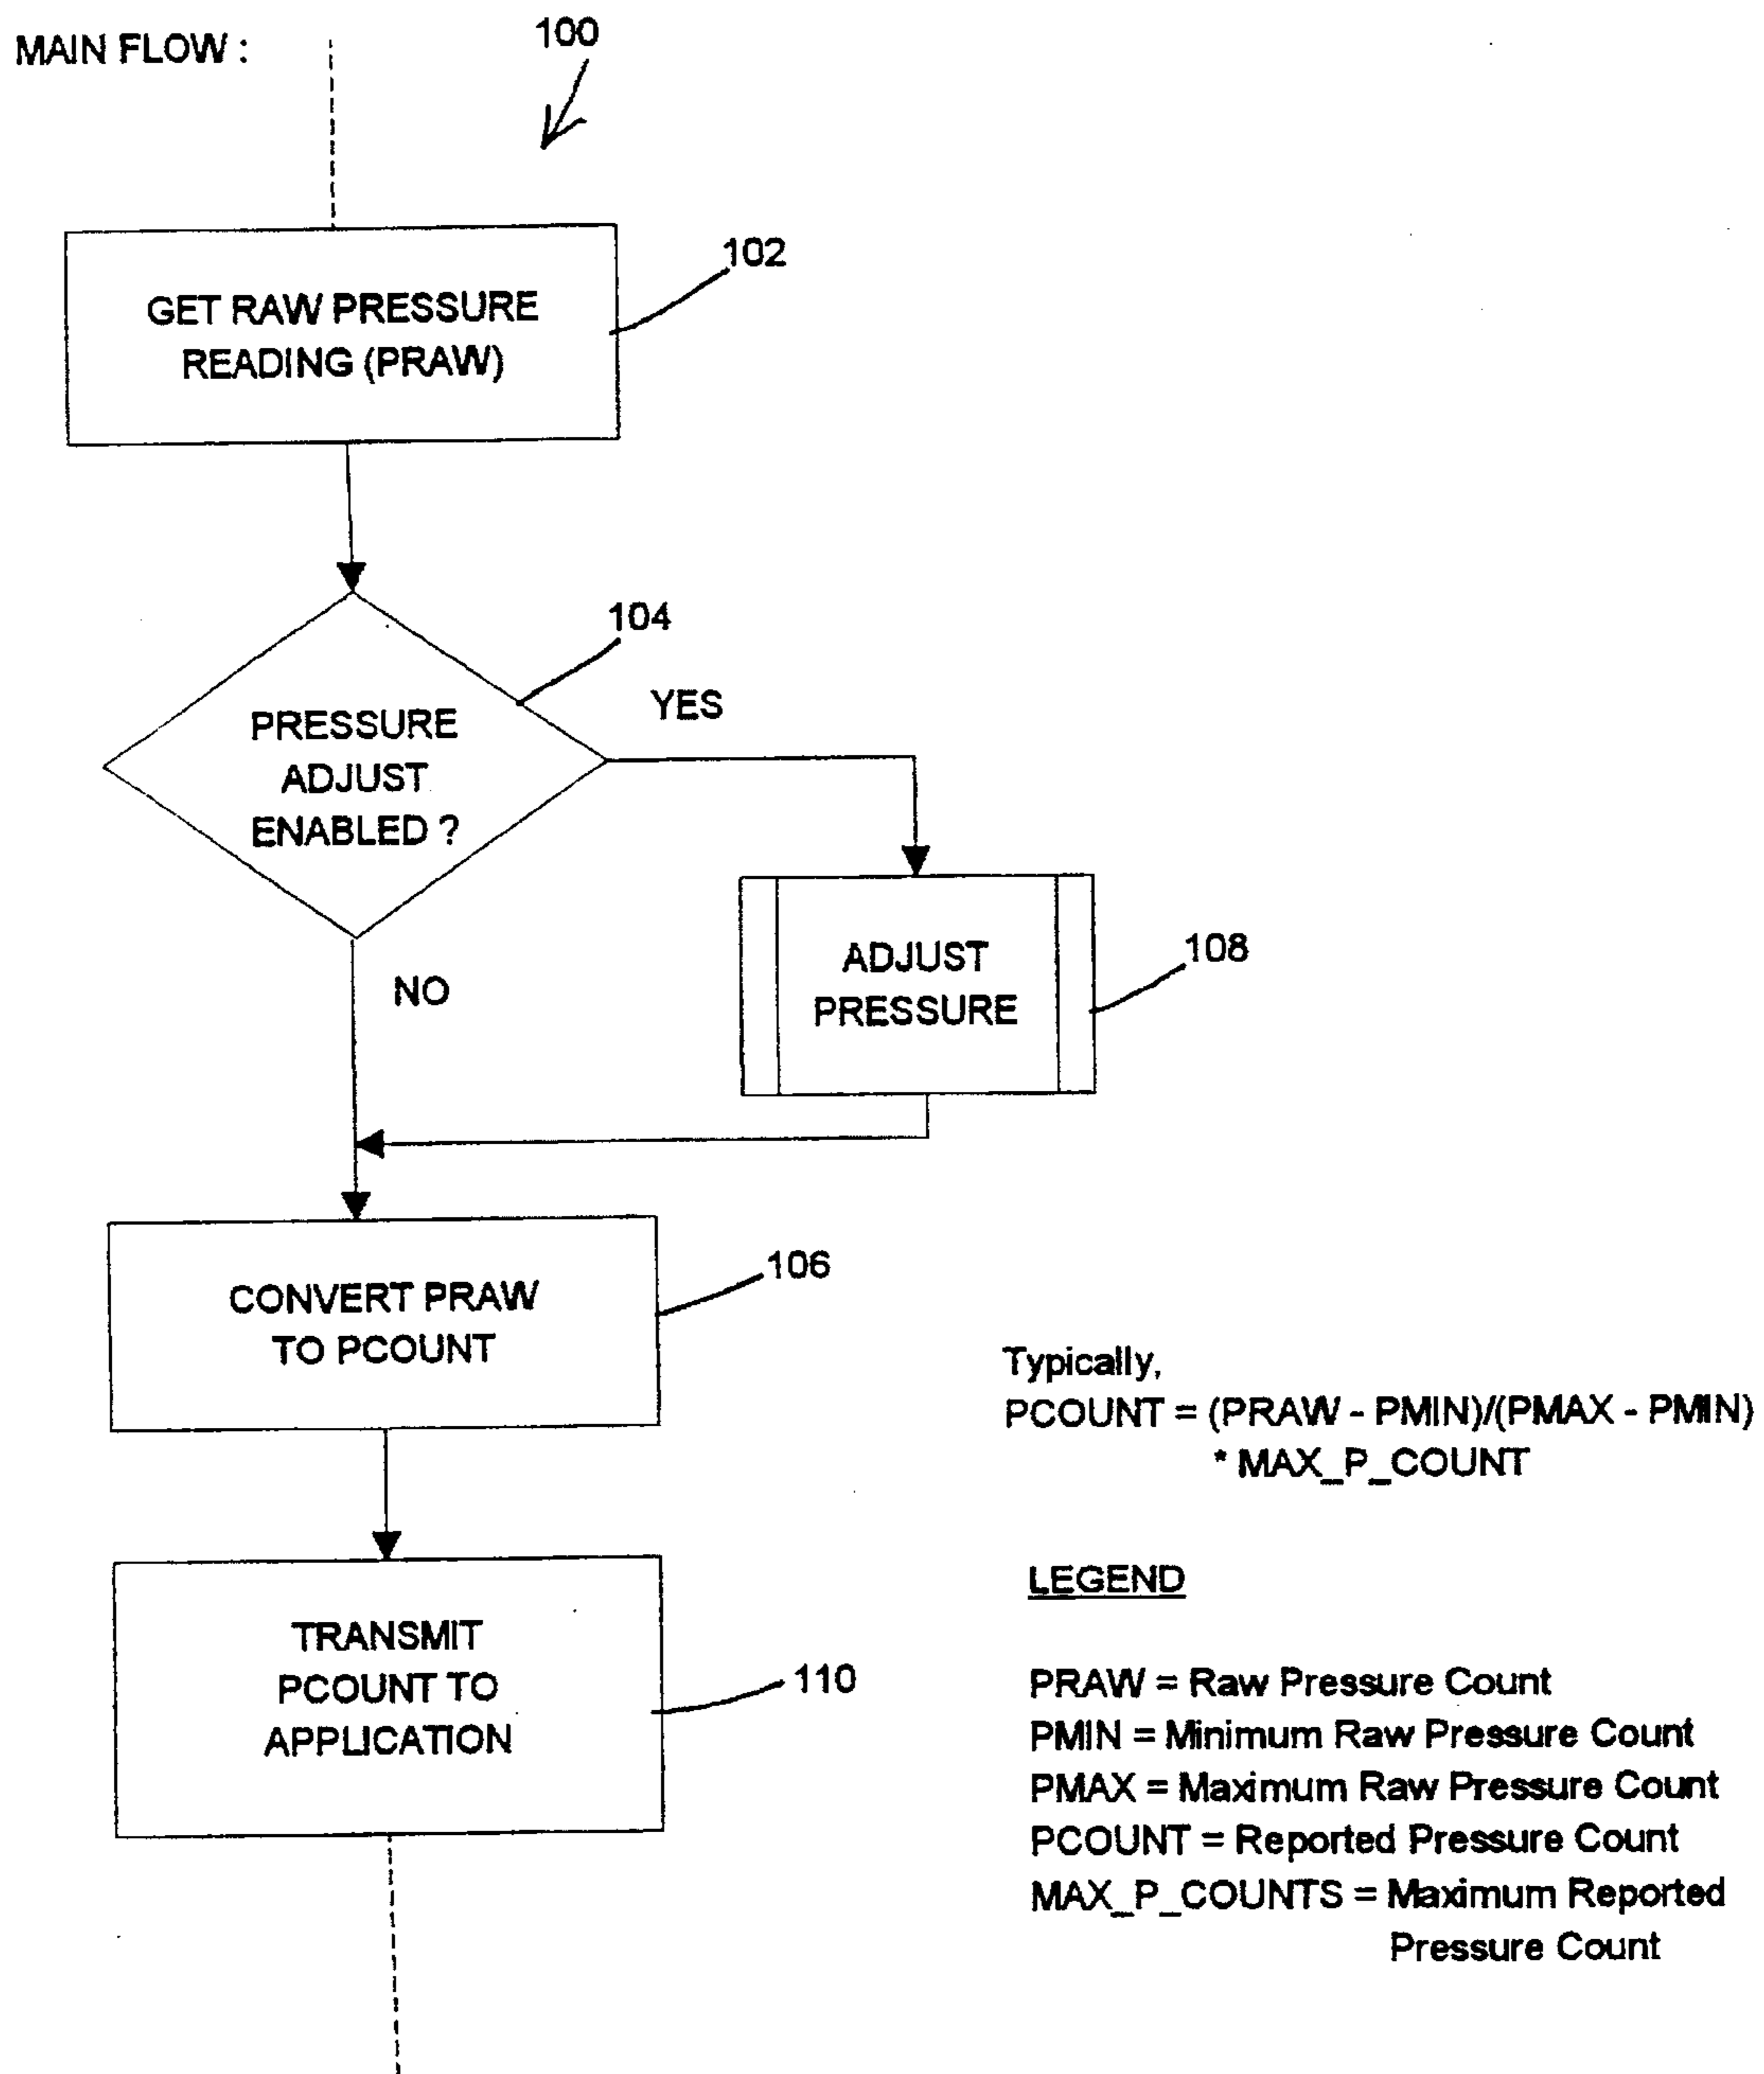 MAIN FLOW :
100
102
GET RAW PRESSURE
READING (PRAW)
104
YES
PRESSURE
ADJUST
ENABLED ?
108
ADJUST
PRESSURE
NO
106
CONVERT PRAW
TO PCOUNT
Typically,
PCOUNT = (PRAW - PMIN)/(PMAX - PMIN)
* MAX_P_COUNT
110
TRANSMIT
PCOUNT TO
APPLICATION
LEGEND
PRAW = Raw Pressure Count
PMIN = Minimum Raw Pressure Count
PMAX = Maximum Raw Pressure Count
PCOUNT = Reported Pressure Count
MAX_P_COUNTS = Maximum Reported
Pressure Count